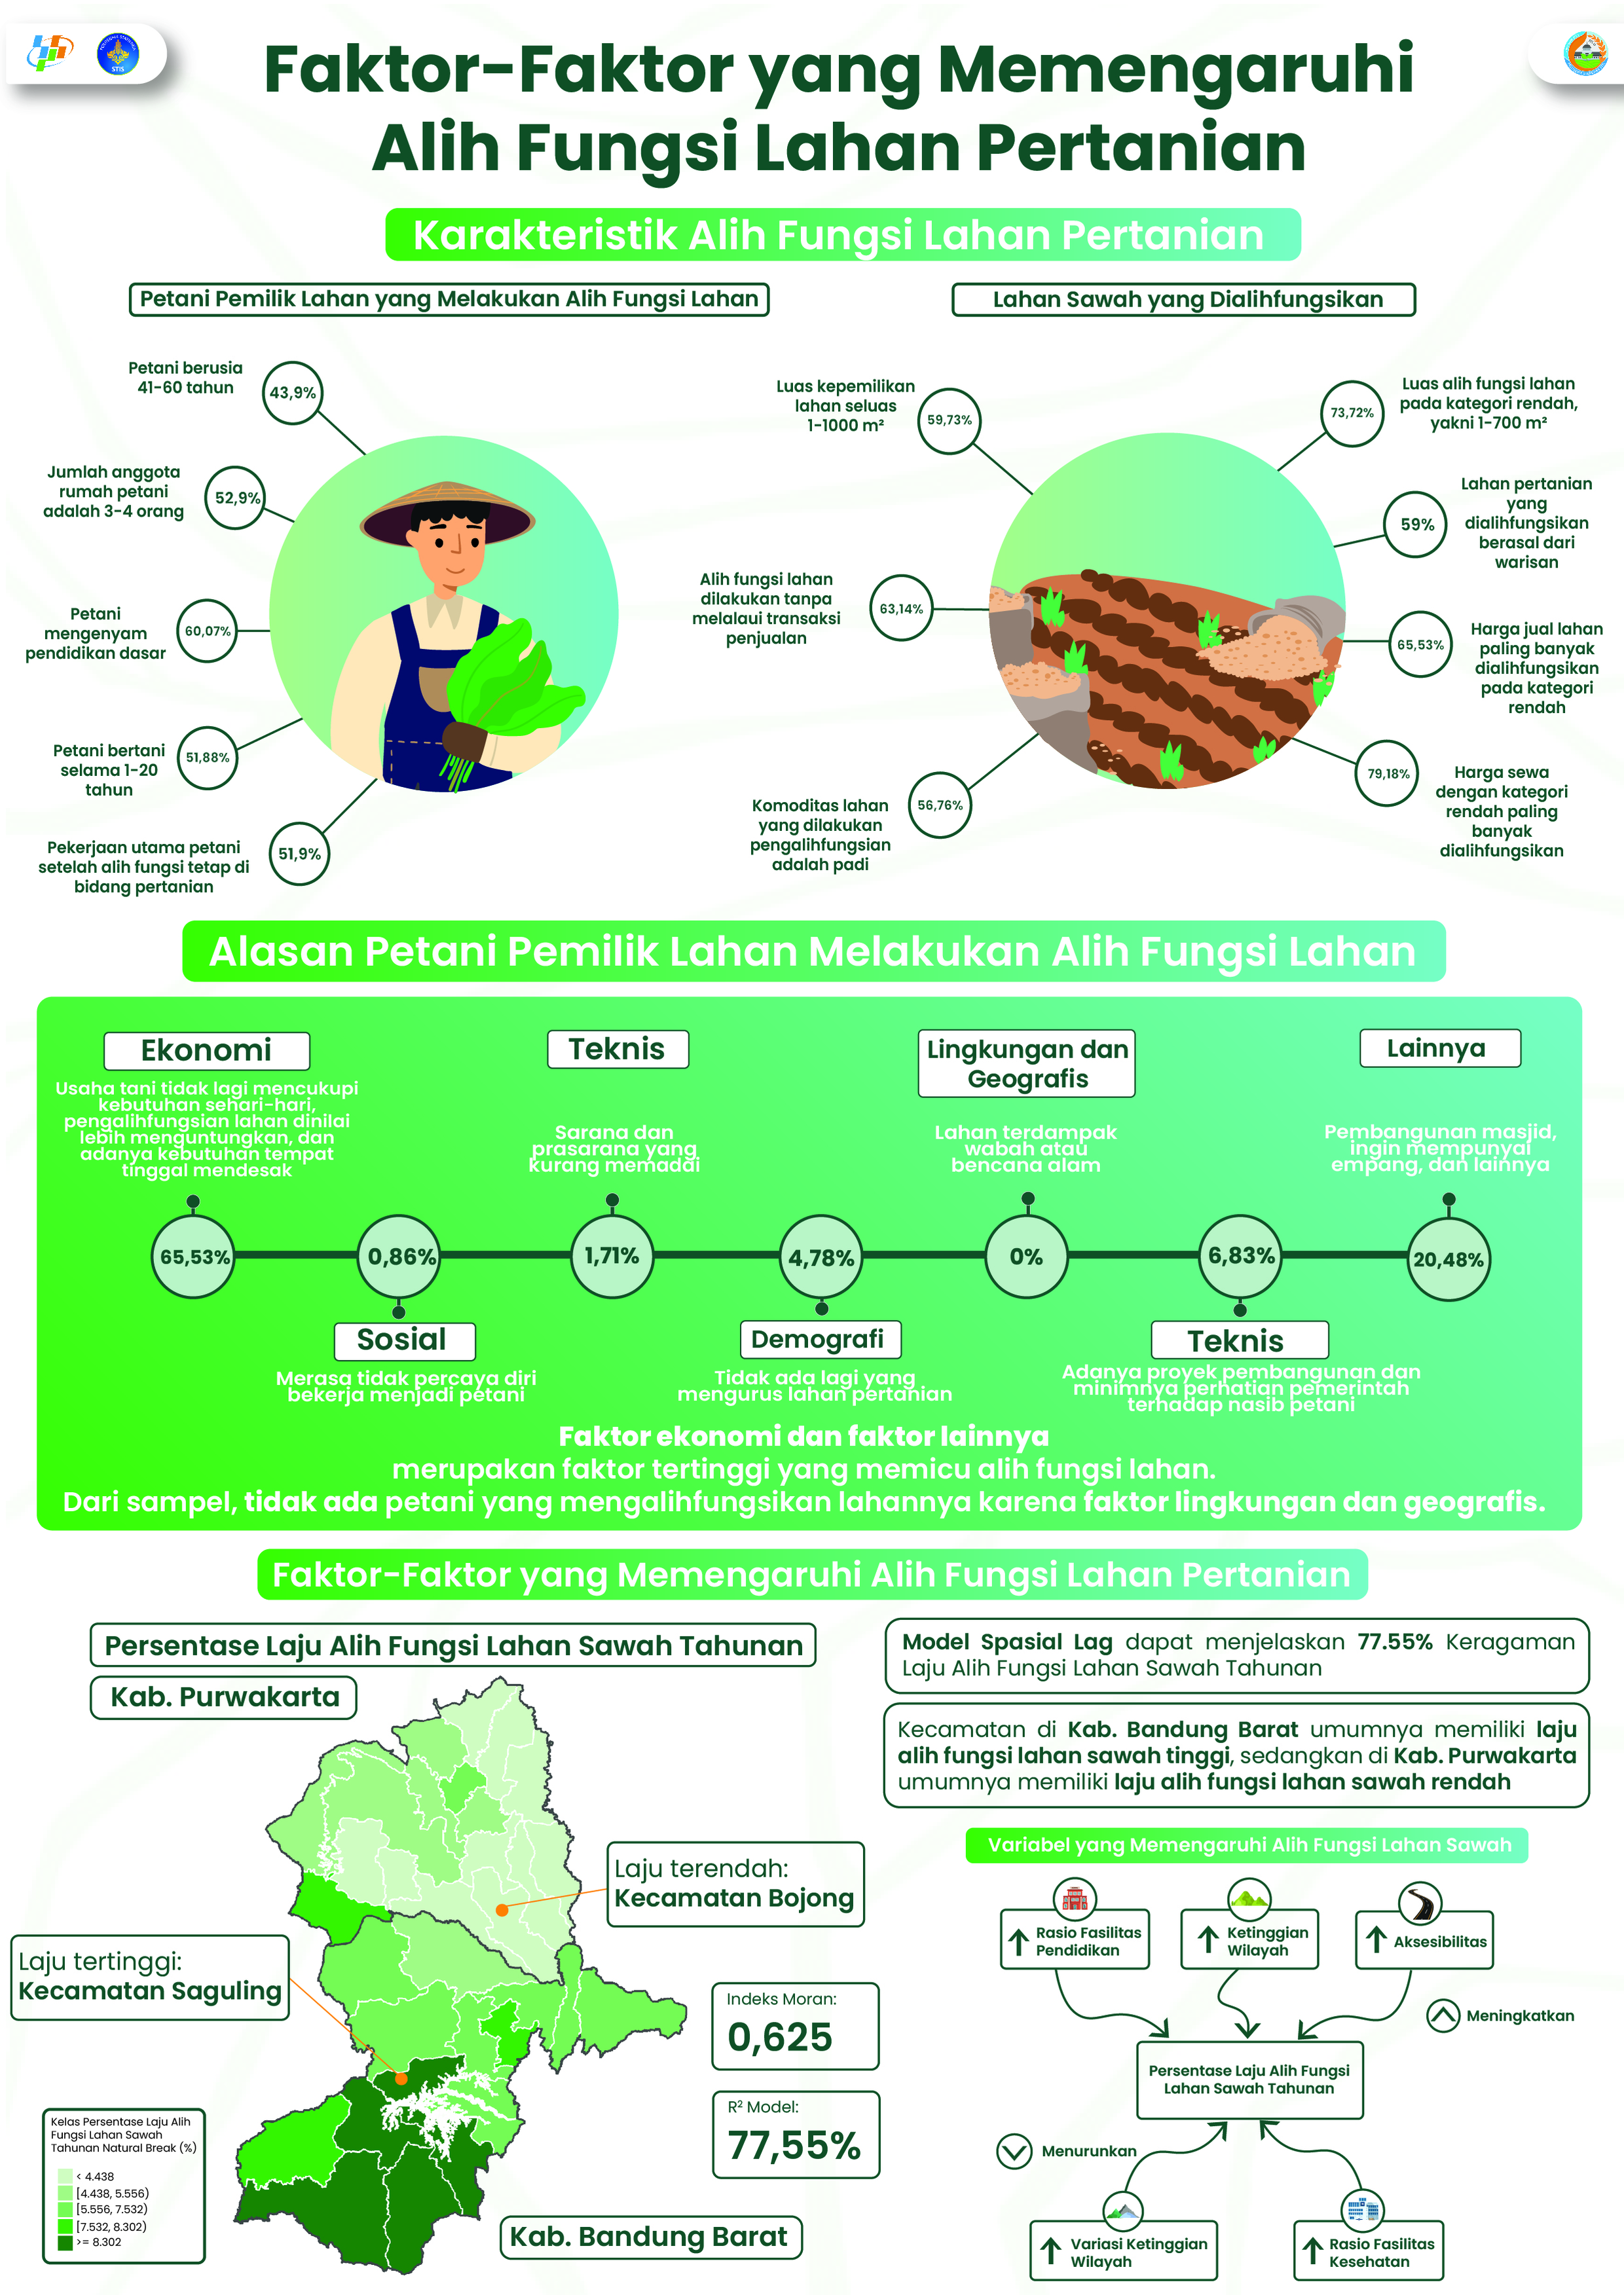 STIS
Faktor-Faktor yang Memengaruhi
Alih Fungsi Lahan Pertanian
Karakteristik Alih Fungsi Lahan Pertanian
Petani Pemilik Lahan yang Melakukan Alih Fungsi Lahan
Petani berusia
41-60 tahun
43,9%
Jumlah anggota
rumah petani
adalah 3-4 orang
52,9%
Petani
mengenyam
pendidikan dasar
60,07%
Petani bertani
selama 1-20
tahun
51,88%
Pekerjaan utama petani
setelah alih fungsi tetap di
bidang pertanian
51,9%
Lahan Sawah yang Dialihfungsikan
Luas kepemilikan
lahan seluas
1-1000 m²
59,73%
Alih fungsi lahan
dilakukan tanpa
melalaui transaksi
penjualan
63,14%
Komoditas lahan
yang dilakukan
pengalihfungsian
adalah padi
56,76%
73,72%
Luas alih fungsi lahan
pada kategori rendah,
yakni 1-700 m²
59%
Lahan pertanian
yang
dialihfungsikan
berasal dari
warisan
65,53%
Harga jual lahan
paling banyak
dialihfungsikan
pada kategori
rendah
79,18%
Harga sewa
dengan kategori
rendah paling
banyak
dialihfungsikan
Alasan Petani Pemilik Lahan Melakukan Alih Fungsi Lahan
Ekonomi
Usaha tani tidak lagi mencukupi
kebutuhan sehari-hari,
pengalihfungsian lahan dinilai
lebih menguntungkan, dan
adanya kebutuhan tempat
tinggal mendesak
65,53%
0,86%
Sosial
Merasa tidak percaya diri
bekerja menjadi petani
Teknis
Sarana dan
prasarana yang
kurang memadai
1,71%
4,78%
Demografi
Tidak ada lagi yang
mengurus lahan pertanian
Lingkungan dan
Geografis
Lahan terdampak
wabah atau
bencana alam
0%
6,83%
Teknis
Adanya proyek pembangunan dan
minimnya perhatian pemerintah
terhadap nasib petani
Lainnya
Pembangunan masjid,
ingin mempunyai
empang, dan lainnya
20,48%
Faktor ekonomi dan faktor lainnya
merupakan faktor tertinggi yang memicu alih fungsi lahan.
Dari sampel, tidak ada petani yang mengalihfungsikan lahannya karena faktor lingkungan dan geografis.
Faktor-Faktor yang Memengaruhi Alih Fungsi Lahan Pertanian
Persentase Laju Alih Fungsi Lahan Sawah Tahunan
Kab. Purwakarta
Laju terendah:
Kecamatan Bojong
Laju tertinggi:
Kecamatan Saguling
Indeks Moran:
0,625
R² Model:
77,55%
Kelas Persentase Laju Alih
Fungsi Lahan Sawah
Tahunan Natural Break (%)
< 4.438
[4.438, 5.556)
[5.556, 7.532)
[7.532, 8.302)
>= 8.302
Kab. Bandung Barat
Model Spasial Lag dapat menjelaskan 77.55% Keragaman
Laju Alih Fungsi Lahan Sawah Tahunan
Kecamatan di Kab. Bandung Barat umumnya memiliki laju
alih fungsi lahan sawah tinggi, sedangkan di Kab. Purwakarta
umumnya memiliki laju alih fungsi lahan sawah rendah
Variabel yang Memengaruhi Alih Fungsi Lahan Sawah
Rasio Fasilitas
Pendidikan
Ketinggian
Wilayah
Aksesibilitas
Meningkatkan
Persentase Laju Alih Fungsi
Lahan Sawah Tahunan
Menurunkan
Variasi Ketinggian
Wilayah
Rasio Fasilitas
Kesehatan